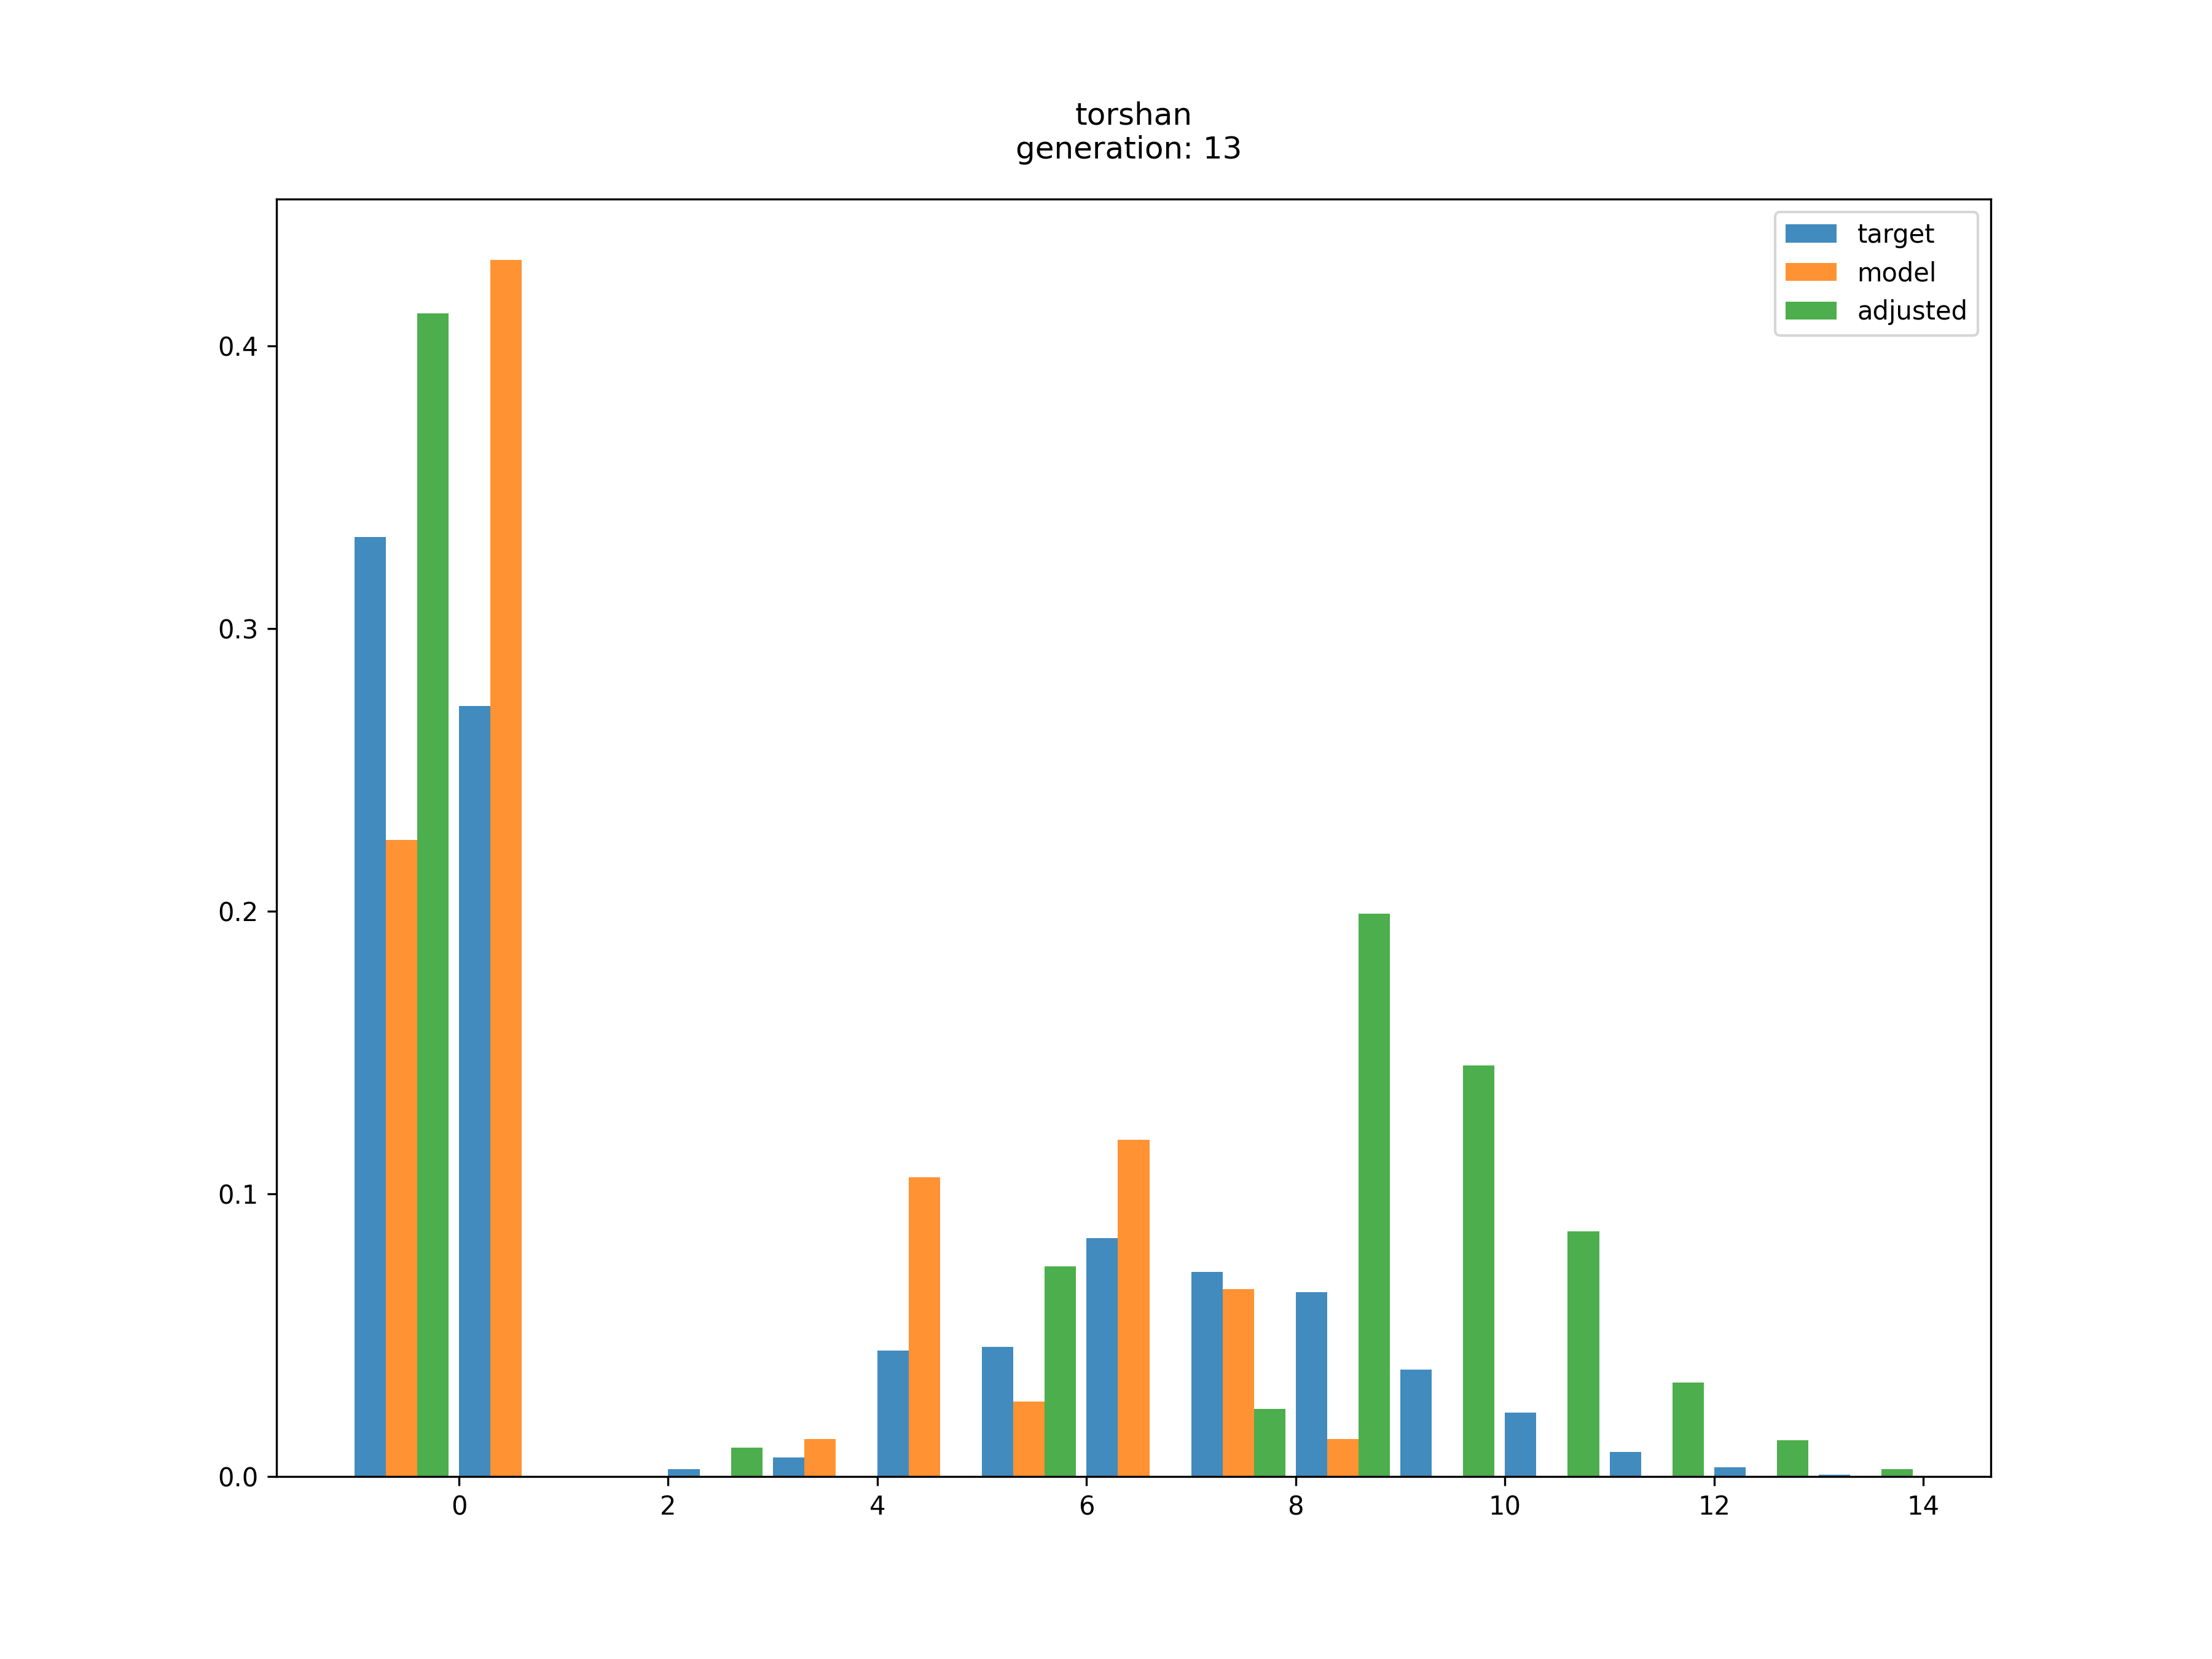 torshan
generation: 13
target
model
adjusted
0.4
0.3
0.2
0.1
0.0
0 2 4 6 8 10 12 14